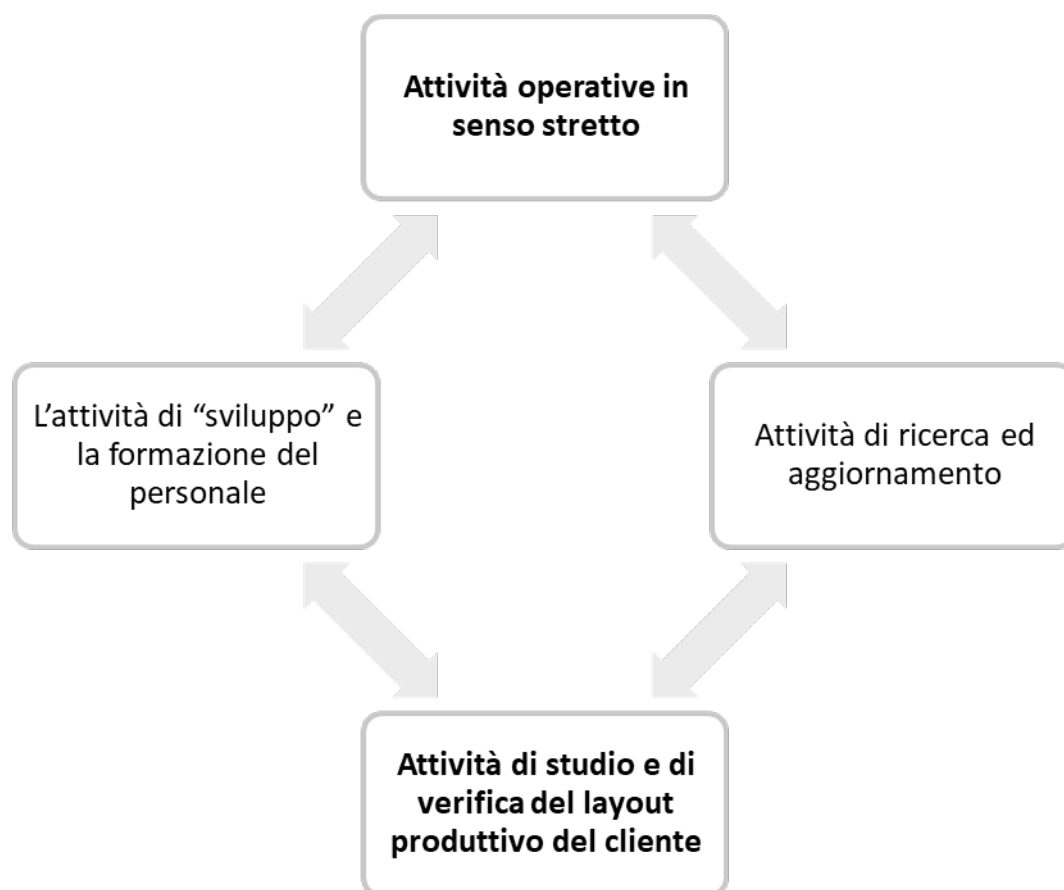 Attività operative in
senso stretto
L’attività di “sviluppo” e
la formazione del
personale
Attività di ricerca ed
aggiornamento
Attività di studio e di
verifica del layout
produttivo del cliente